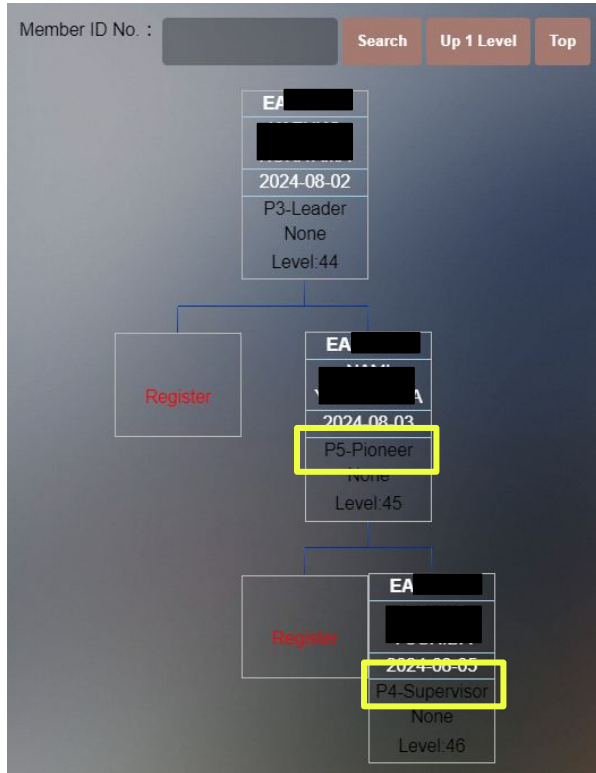 Member ID No. :
Search
Up 1 Level
Top
EA
2024-08-02
P3-Leader
None
Level:44
Register
EA
2024-08-03
P5-Pioneer
None
Level:45
Register
EA
2024-08-05
P4-Supervisor
None
Level:46